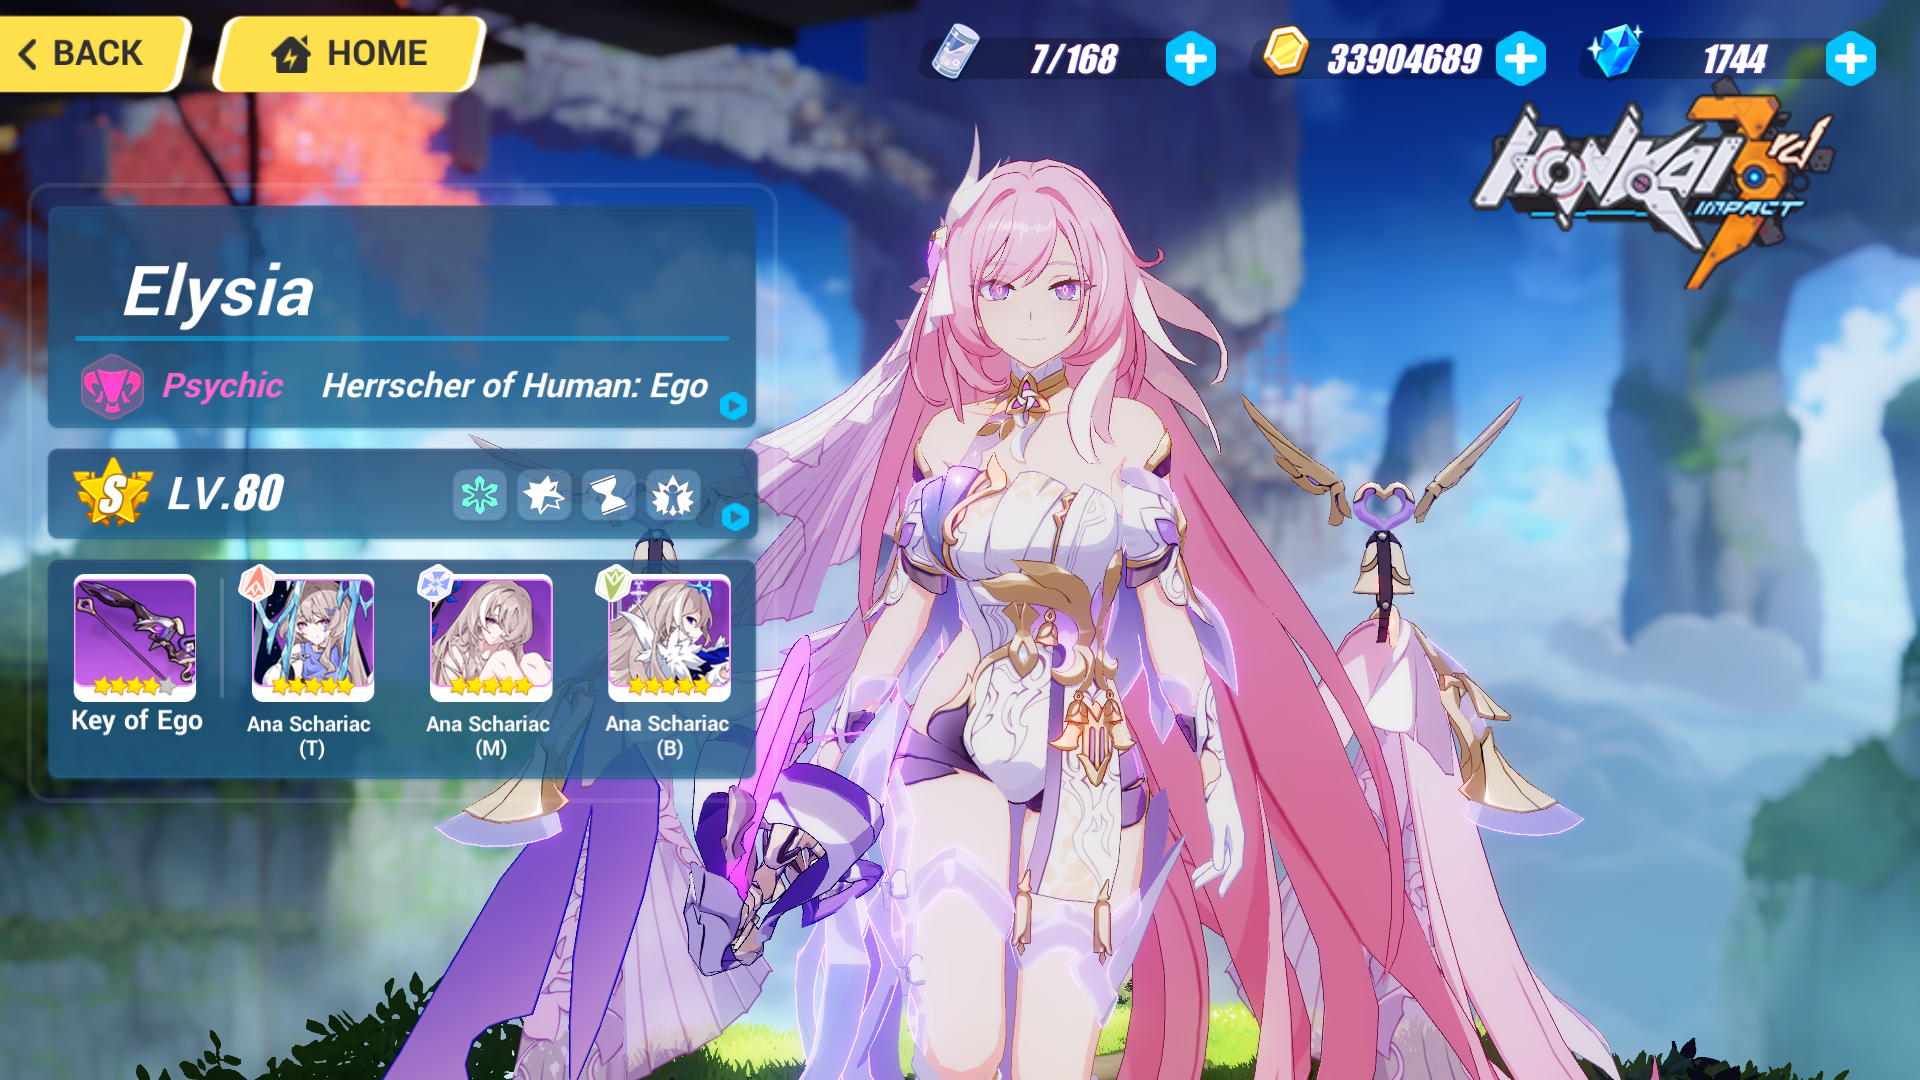 BACK
HOME
7/168
33904689
1744
HONKAI 3rd
IMPACT
Elysia
Psychic
Herrscher of Human: Ego
S
LV.80
Key of Ego
Ana Schariac
(T)
Ana Schariac
(M)
Ana Schariac
(B)